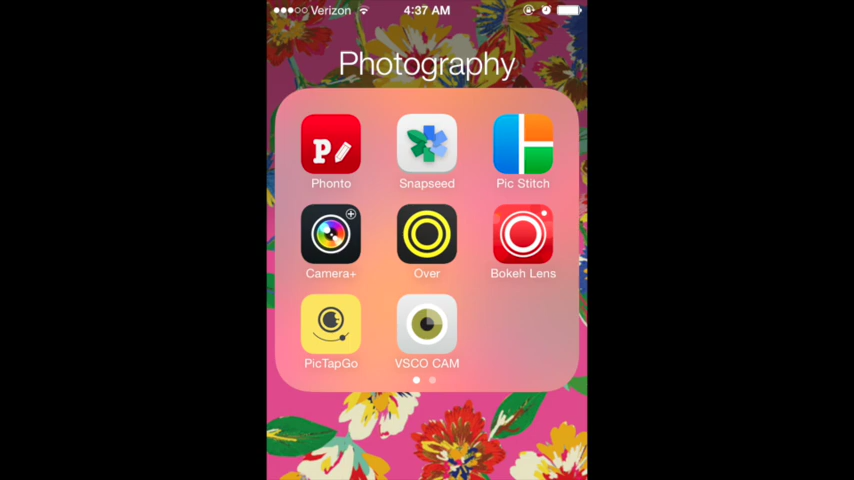 Verizon 4:37 AM
Photography
P
Phonto Snapseed Pic Stitch
Camera+ Over Bokeh Lens
PicTapGo VSCO CAM